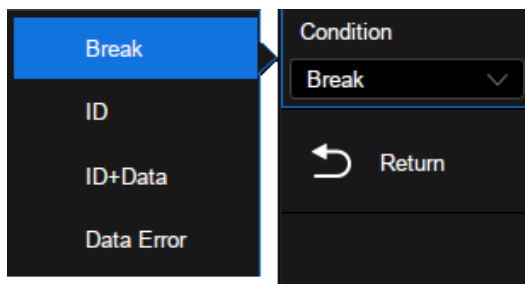 Break
ID
ID+Data
Data Error
Condition
Break
Return